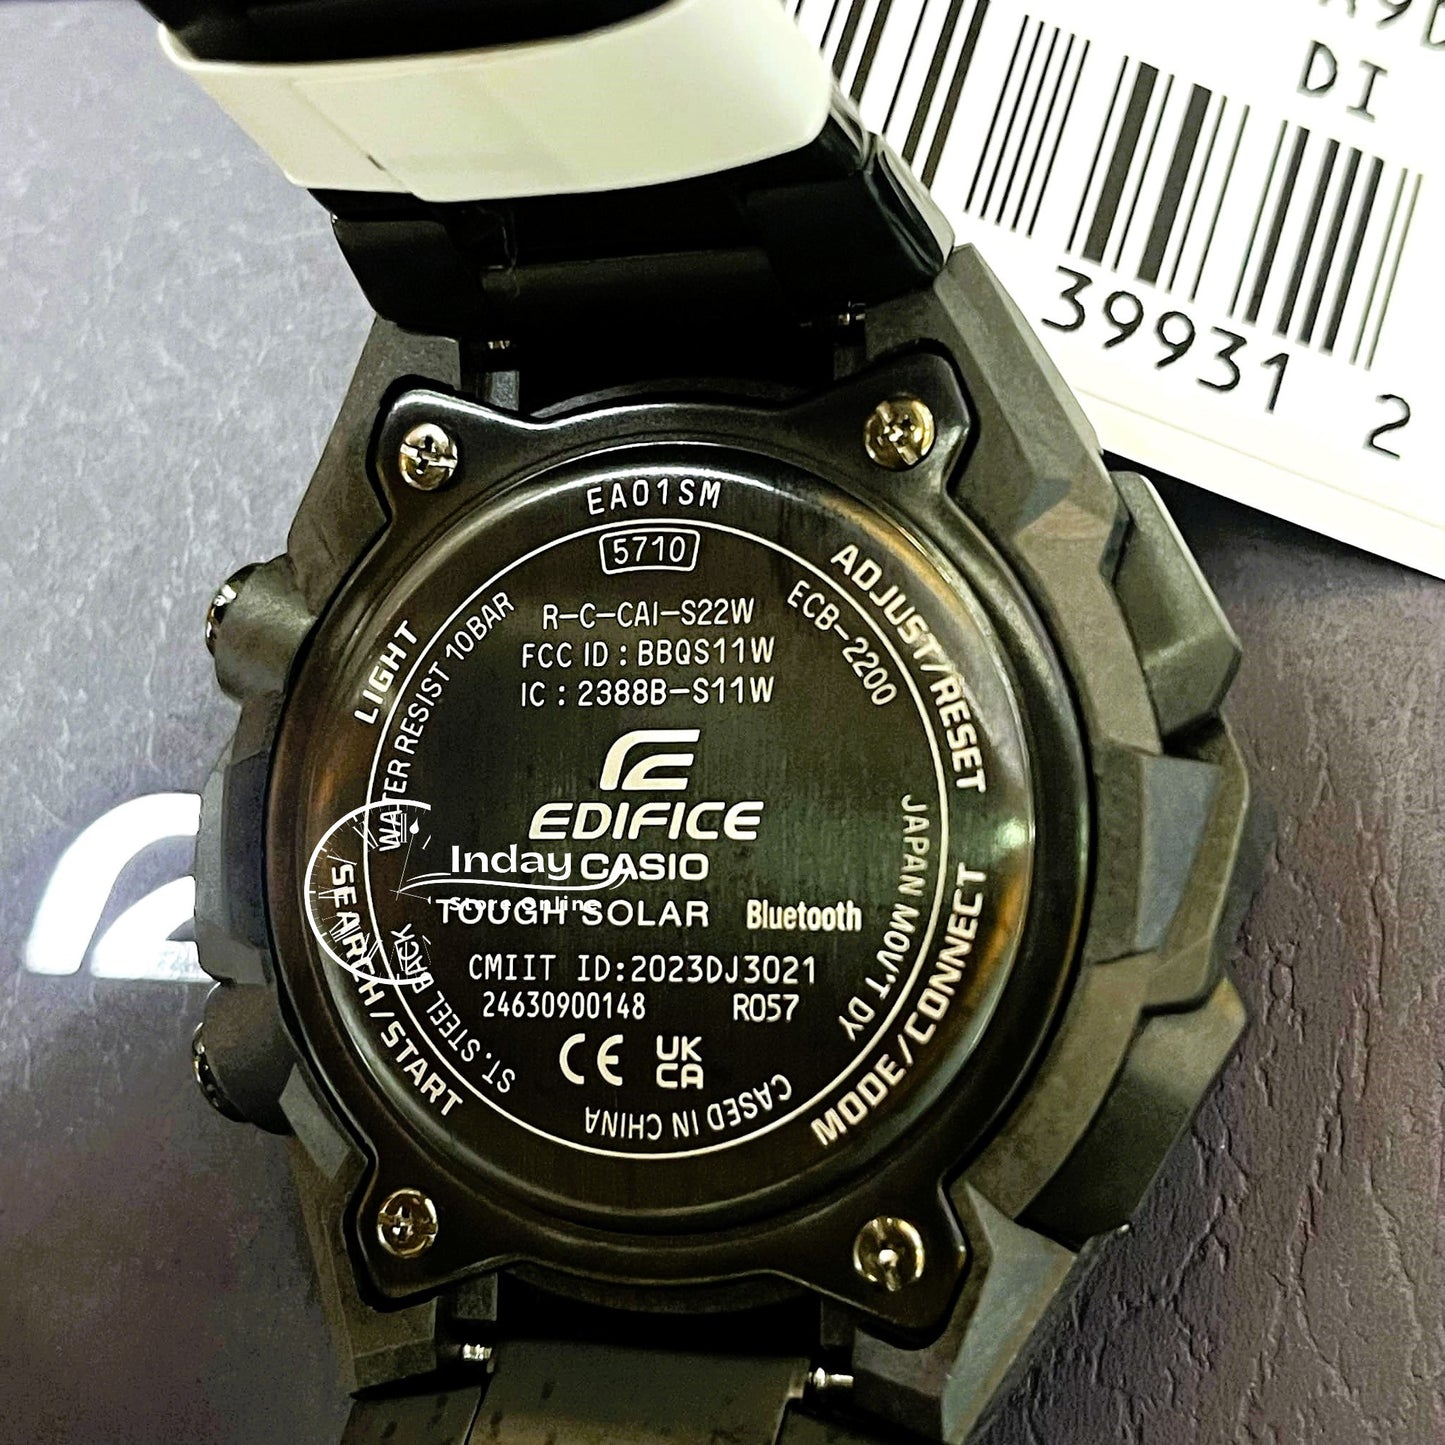 DI
39931 2
EA01SM
5710
R-C-CAI-S22W
FCC ID : BBQS11W
IC : 2388B-S11W
ECB-2200
ADJUST/RESET
LIGHT
WATER RESIST 10BAR
EDIFICE
CASIO
Inday
Store Online
TOUGH SOLAR Bluetooth
CMIIT ID:2023DJ3021
24630900148 R057
CE UK CA
JAPAN MOV'T DY
MODE/CONNECT
SEARCH/START
ST. STEEL BACK
CASED IN CHINA